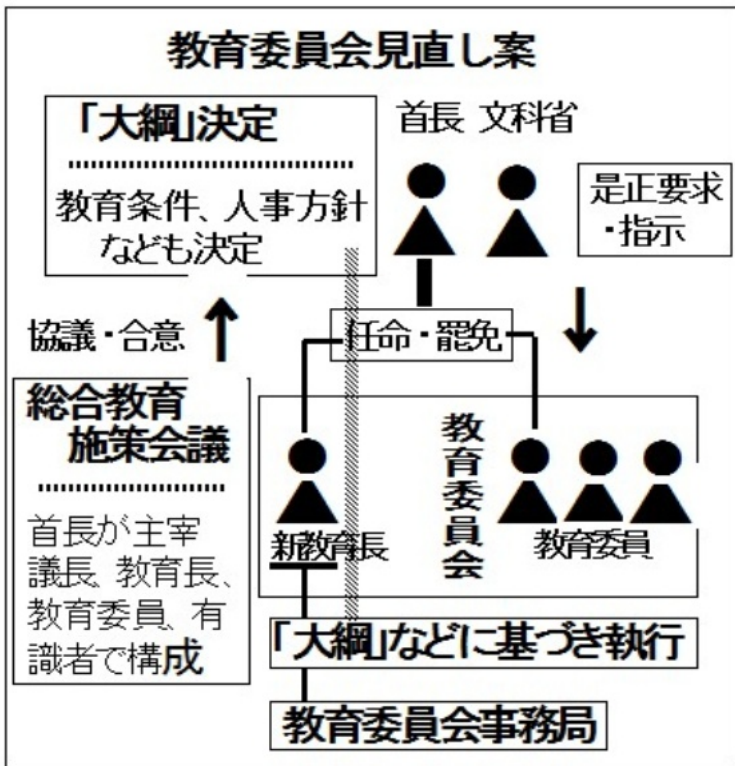 教育委員会見直し案
「大綱」決定
教育条件、人事方針
なども決定
首長 文科省
是正要求
・指示
協議・合意
任命・罷免
総合教育
施策会議
首長が主宰
議長、教育長、
教育委員、有
識者で構成
新教育長
教育委員会
教育委員
「大綱」などに基づき執行
教育委員会事務局